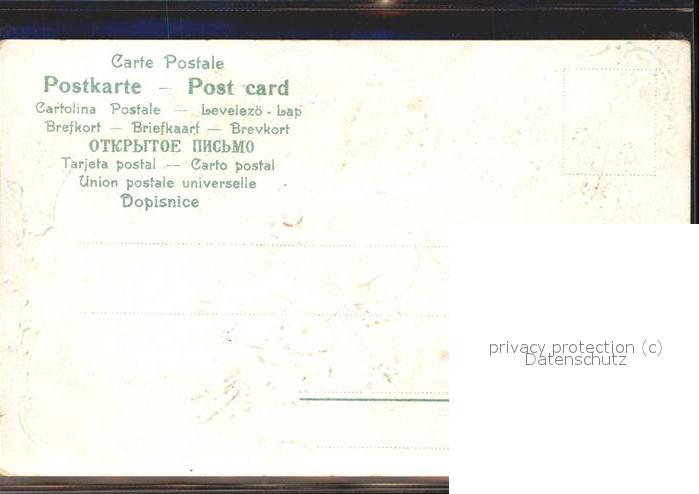 Carte Postale
Postkarte — Post card
Cartolina Postale — Levelezö - Lap
Brefkort — Briefkaart — Brevkort
ОТКРЫТОЕ ПИСЬМО
Tarjeta postal — Carto postal
Union postale universelle
Dopisnice
privacy protection (c)
Datenschutz